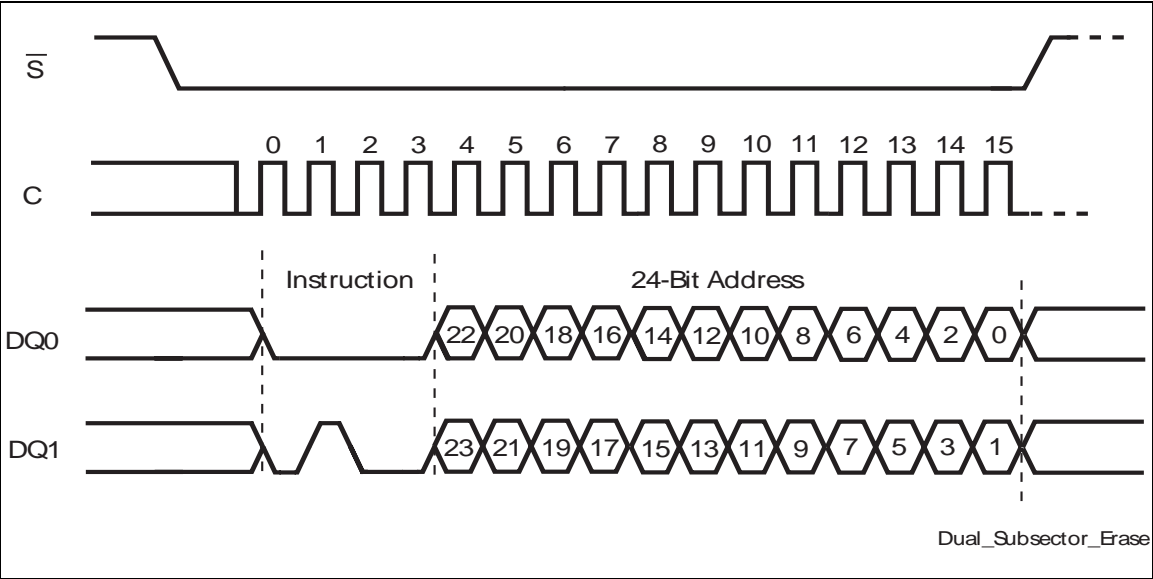 S
0 1 2 3 4 5 6 7 8 9 10 11 12 13 14 15
C
Instruction 24-Bit Address
DQ0 22 20 18 16 14 12 10 8 6 4 2 0
DQ1 23 21 19 17 15 13 11 9 7 5 3 1
Dual_Subsector_Erase